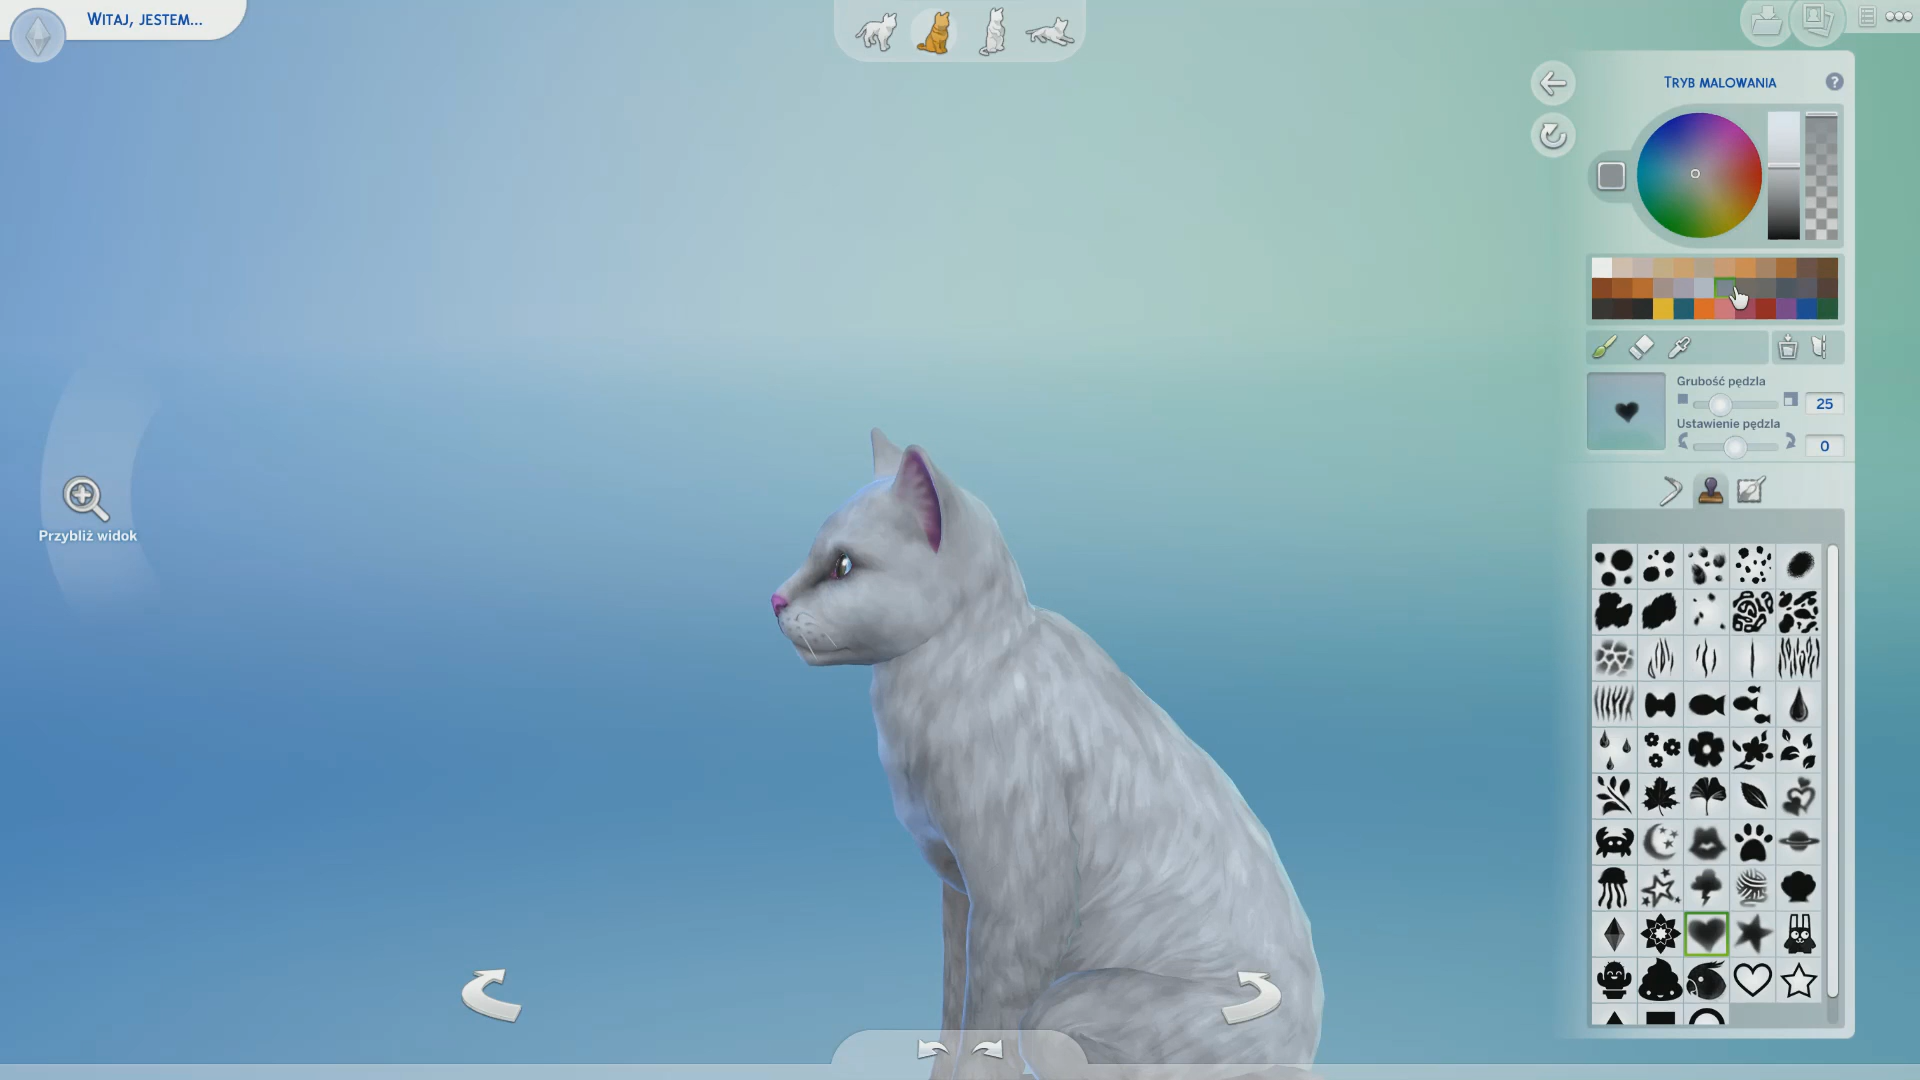 Witaj, jestem...
Tryb malowania
?
Grubość pędzla
25
Ustawienie pędzla
0
Przybliż widok